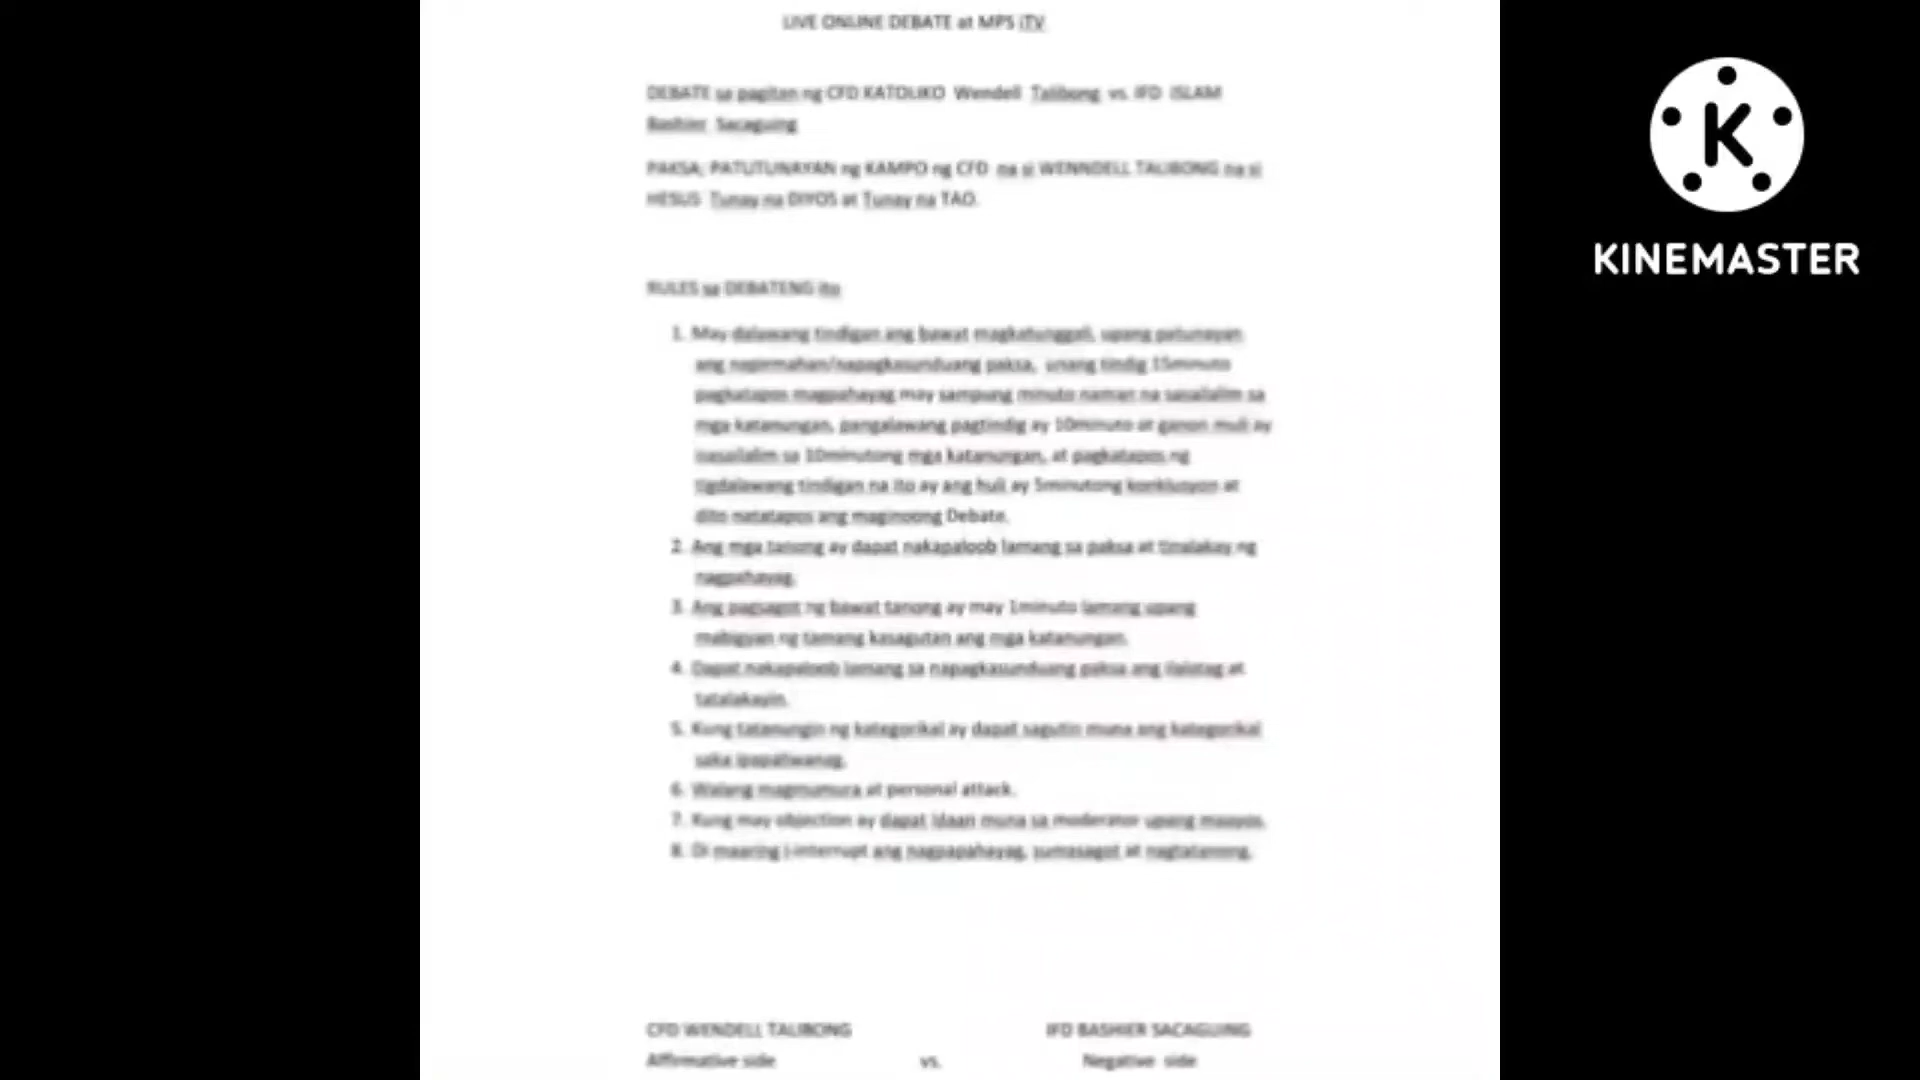 LIVE ONLINE DEBATE at MPS iTV
DEBATE sa pagitan ng CFD KATOLIKO Wendell Talibong vs. IFD ISLAM
Bashier Sacaguing
PAKSA; PATUTUNAYAN ng KAMPO ng CFD na si WENNDELL TALIBONG na si
HESUS Tunay na DIYOS at Tunay na TAO.
RULES sa DEBATENG ito
1. May dalawang tindigan ang bawat magkatunggali, upang patunayan
ang napirmahan/napagkasunduang paksa, unang tindig 15minuto
pagkatapos magpahayag may sampung minuto naman na sasailalim sa
mga katanungan, pangalawang pagtindig ay 10minuto at ganon muli ay
sasailalim sa 10minutong mga katanungan, at pagkatapos ng
tigdalawang tindigan na ito ay ang huli ay 5minutong konklusyon at
dito natatapos ang maginoong Debate.
2. Ang mga tanong ay dapat nakapaloob lamang sa paksa at tinalakay ng
nagpahayag.
3. Ang pagsagot ng bawat tanong ay may 1minuto lamang upang
mabigyan ng tamang kasagutan ang mga katanungan.
4. Dapat nakapaloob lamang sa napagkasunduang paksa ang ilalatag at
tatalakayin.
5. Kung tatanungin ng kategorikal ay dapat sagutin muna ang kategorikal
saka ipapaliwanag.
6. Walang magmumura at personal attack.
7. Kung may objection ay dapat idaan muna sa moderator upang maayos.
8. Di maaring i-interrupt ang nagpapahayag, sumasagot at nagtatanong.
CFD WENDELL TALIBONG IFD BASHIER SACAGUING
Affirmative side vs. Negative side
K
KINEMASTER